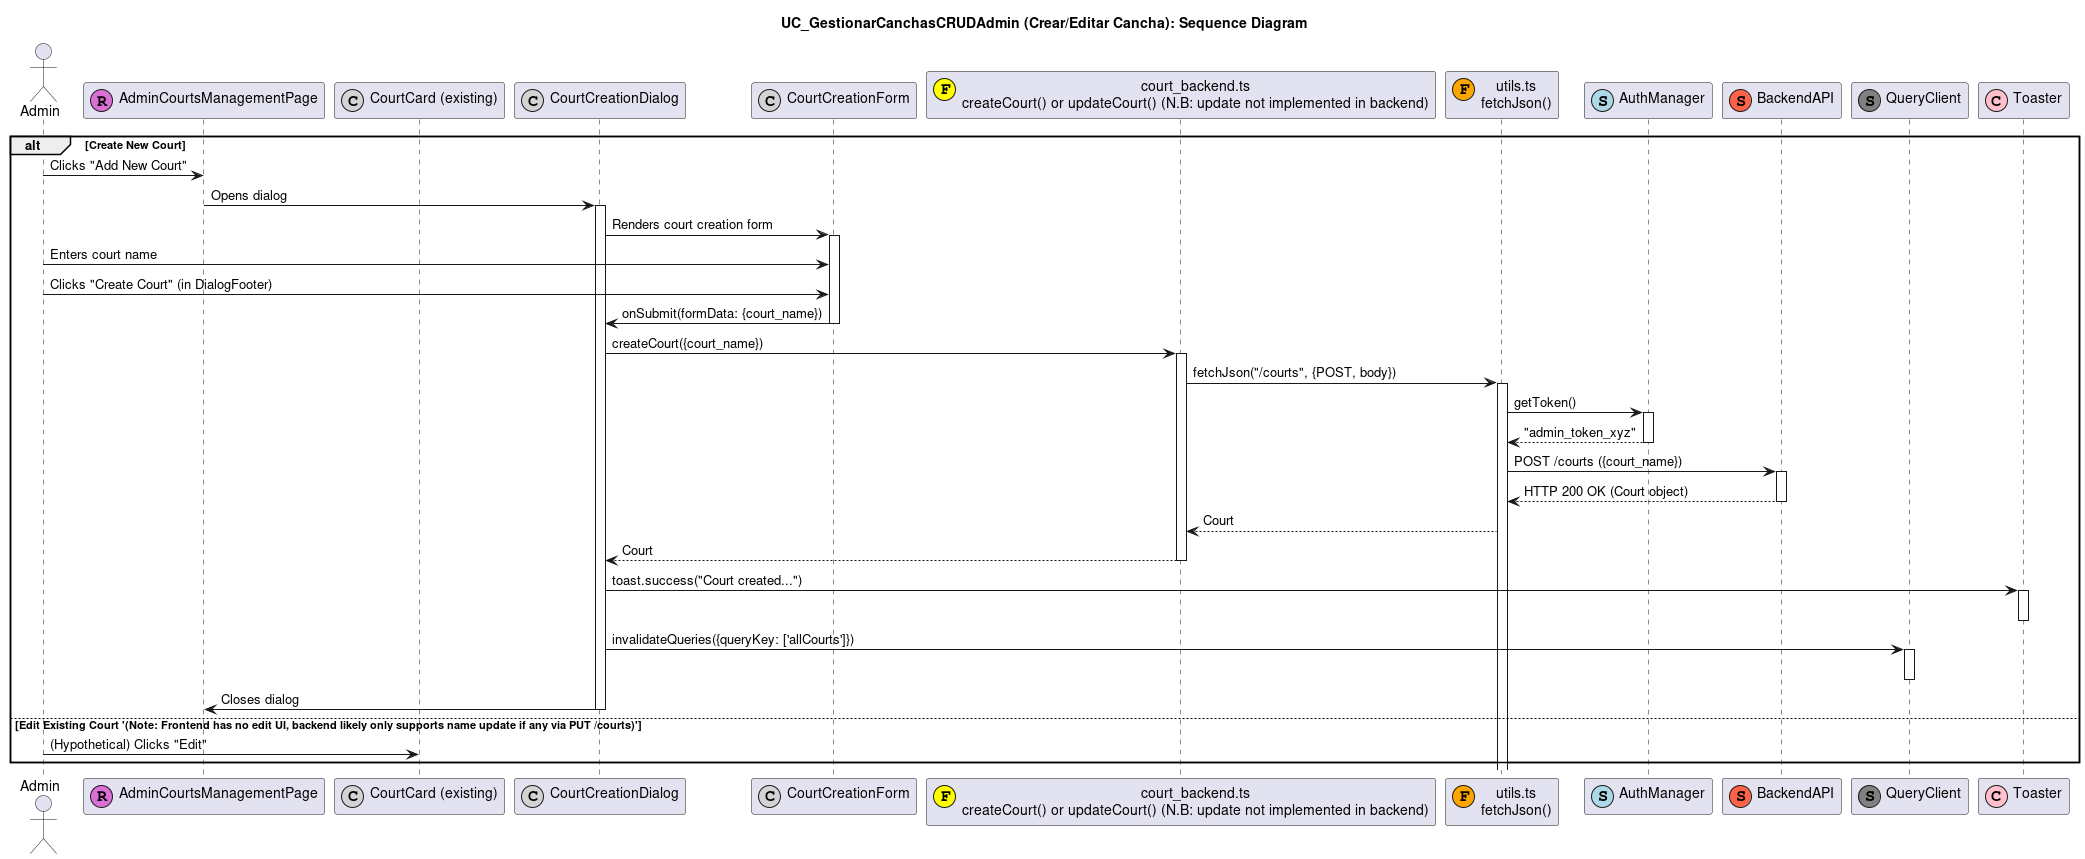 UC_GestionarCanchasCRUDAdmin (Crear/Editar Cancha): Sequence Diagram
Admin
R AdminCourtsManagementPage
C CourtCard (existing)
C CourtCreationDialog
C CourtCreationForm
F court_backend.ts
createCourt() or updateCourt() (N.B: update not implemented in backend)
F utils.ts
fetchJson()
S AuthManager
S BackendAPI
S QueryClient
C Toaster
alt [Create New Court]
Clicks "Add New Court"
Opens dialog
Renders court creation form
Enters court name
Clicks "Create Court" (in DialogFooter)
onSubmit(formData: {court_name})
createCourt({court_name})
fetchJson("/courts", {POST, body})
getToken()
"admin_token_xyz"
POST /courts ({court_name})
HTTP 200 OK (Court object)
Court
Court
toast.success("Court created...")
invalidateQueries({queryKey: ['allCourts']})
Closes dialog
[Edit Existing Court '(Note: Frontend has no edit UI, backend likely only supports name update if any via PUT /courts)']
(Hypothetical) Clicks "Edit"
Admin
R AdminCourtsManagementPage
C CourtCard (existing)
C CourtCreationDialog
C CourtCreationForm
F court_backend.ts
createCourt() or updateCourt() (N.B: update not implemented in backend)
F utils.ts
fetchJson()
S AuthManager
S BackendAPI
S QueryClient
C Toaster